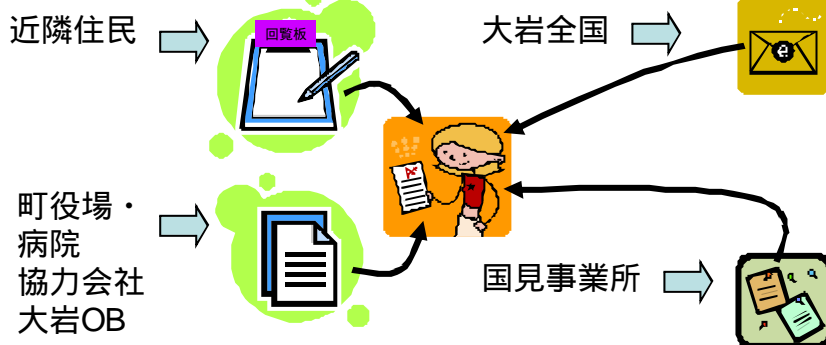 近隣住民
回覧板
大岩全国
e
A+
町役場・
病院
協力会社
大岩OB
国見事業所